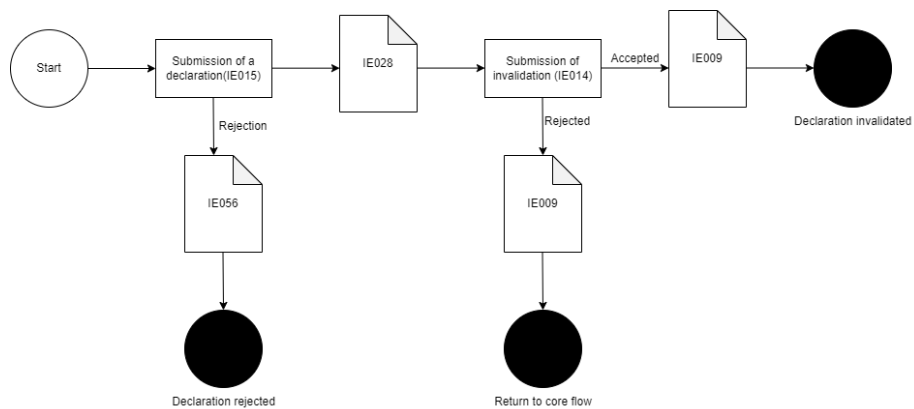 Start
Submission of a
declaration(IE015)
IE028
Submission of
invalidation (IE014)
Accepted
IE009
Declaration invalidated
Rejection
Rejected
IE056
IE009
Declaration rejected
Return to core flow